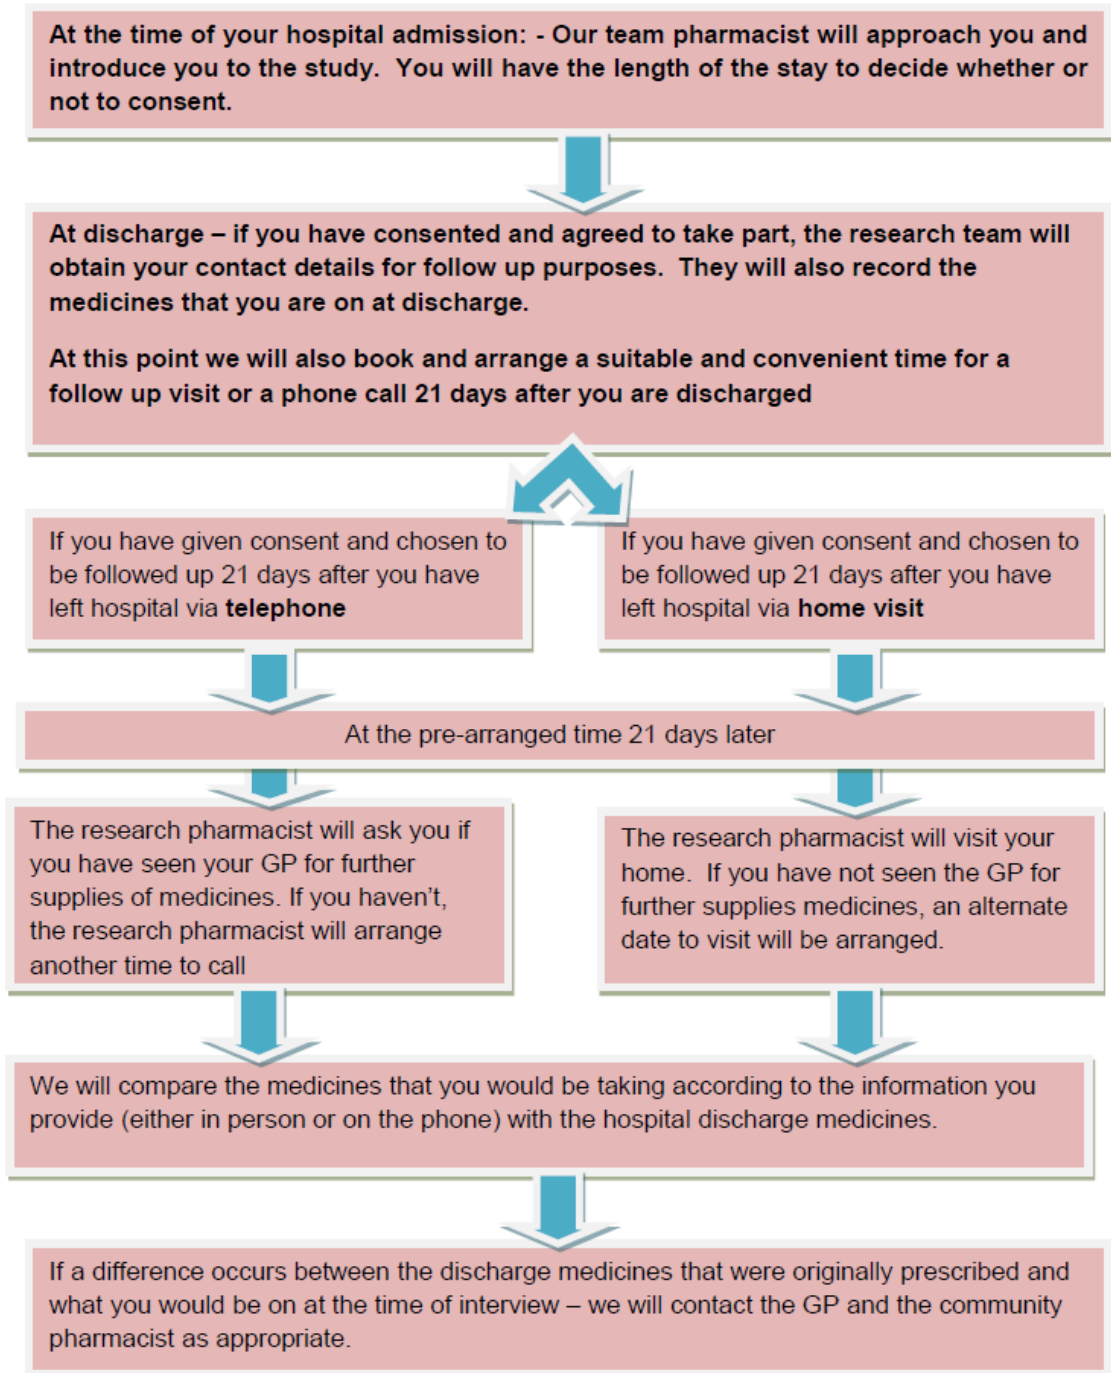 At the time of your hospital admission: - Our team pharmacist will approach you and
introduce you to the study.  You will have the length of the stay to decide whether or
not to consent.
At discharge – if you have consented and agreed to take part, the research team will
obtain your contact details for follow up purposes.  They will also record the
medicines that you are on at discharge.
At this point we will also book and arrange a suitable and convenient time for a
follow up visit or a phone call 21 days after you are discharged
If you have given consent and chosen to
be followed up 21 days after you have
left hospital via telephone
If you have given consent and chosen to
be followed up 21 days after you have
left hospital via home visit
At the pre-arranged time 21 days later
The research pharmacist will ask you if
you have seen your GP for further
supplies of medicines. If you haven’t,
the research pharmacist will arrange
another time to call
The research pharmacist will visit your
home.  If you have not seen the GP for
further supplies medicines, an alternate
date to visit will be arranged.
We will compare the medicines that you would be taking according to the information you
provide (either in person or on the phone) with the hospital discharge medicines.
If a difference occurs between the discharge medicines that were originally prescribed and
what you would be on at the time of interview – we will contact the GP and the community
pharmacist as appropriate.